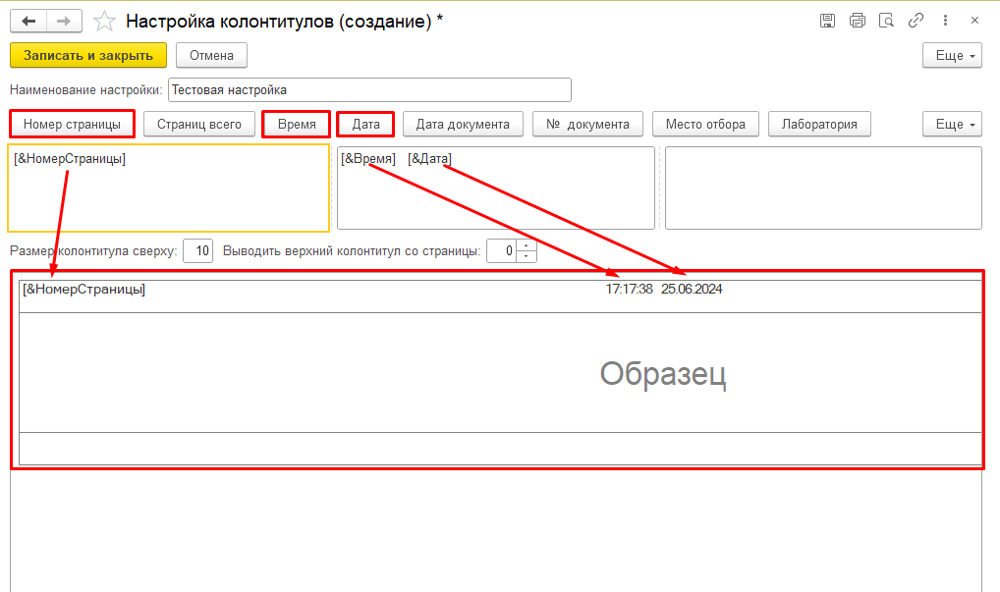 Настройка колонтитулов (создание) *
Записать и закрыть Отмена Еще
Наименование настройки: Тестовая настройка
Номер страницы Страниц всего Время Дата Дата документа № документа Место отбора Лаборатория Еще
[&НомерСтраницы] [&Время] [&Дата]
Размер колонтитула сверху: 10 Выводить верхний колонтитул со страницы: 0
[&НомерСтраницы] 17:17:38 25.06.2024
Образец